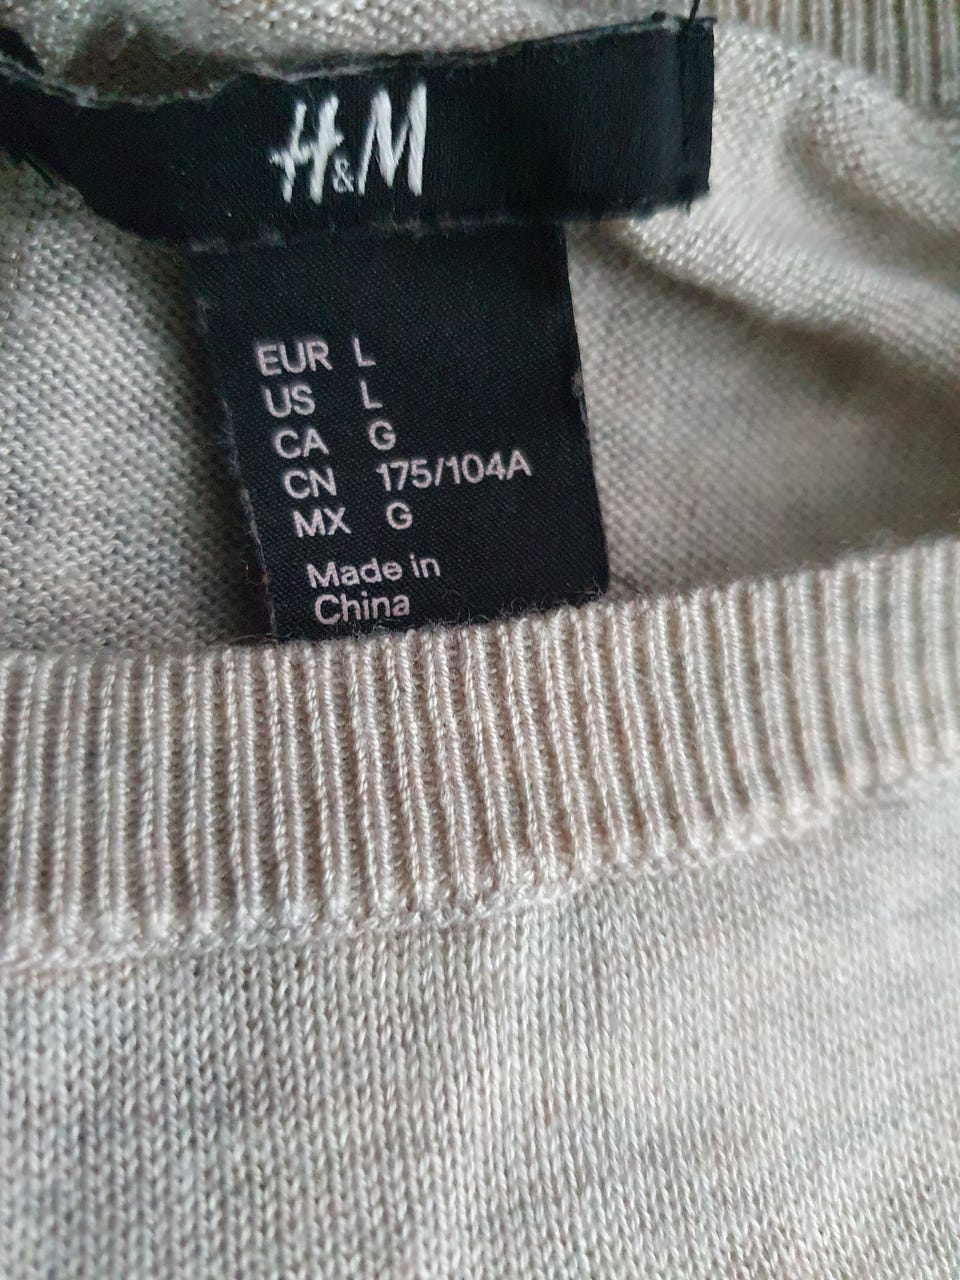 H&M
EUR L
US L
CA G
CN 175/104A
MX G
Made in
China